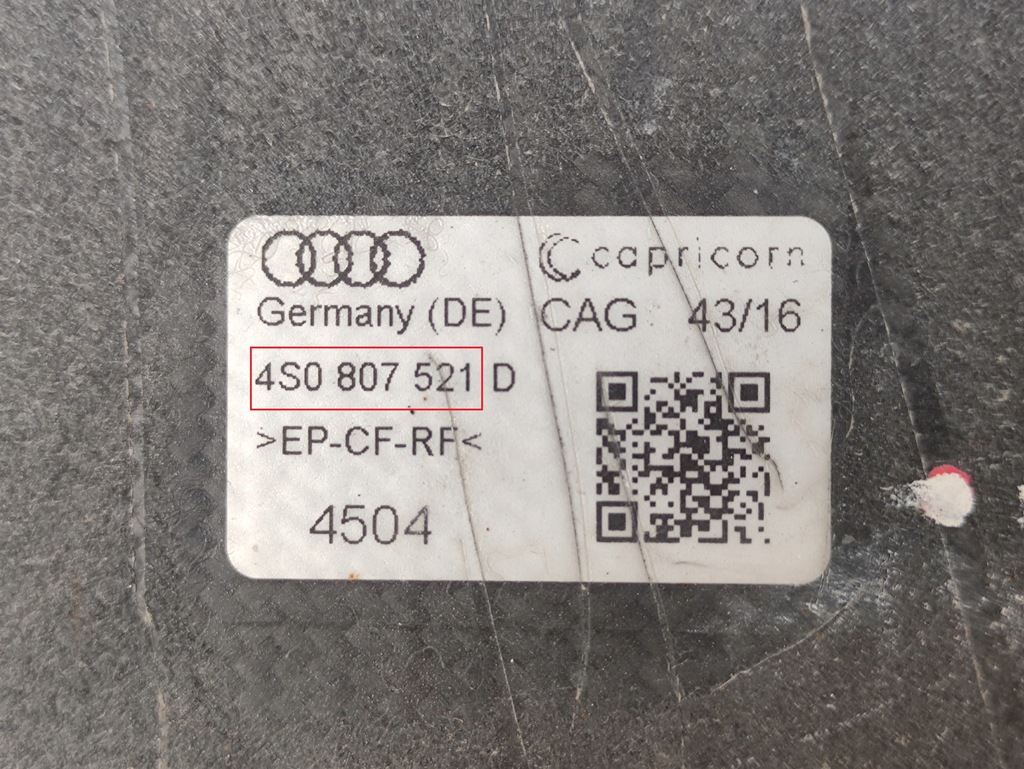 capricorn
Germany (DE) CAG 43/16
4S0 807 521 D
>EP-CF-RF<
4504